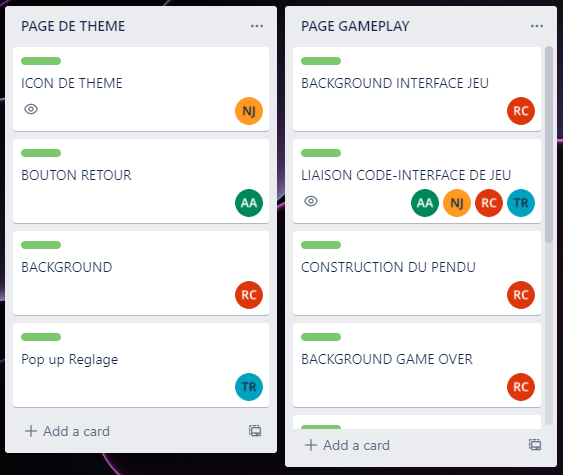 PAGE DE THEME
ICON DE THEME
NJ
BOUTON RETOUR
AA
BACKGROUND
RC
Pop up Reglage
TR
Add a card
PAGE GAMEPLAY
BACKGROUND INTERFACE JEU
RC
LIAISON CODE-INTERFACE DE JEU
AA NJ RC TR
CONSTRUCTION DU PENDU
RC
BACKGROUND GAME OVER
RC
Add a card